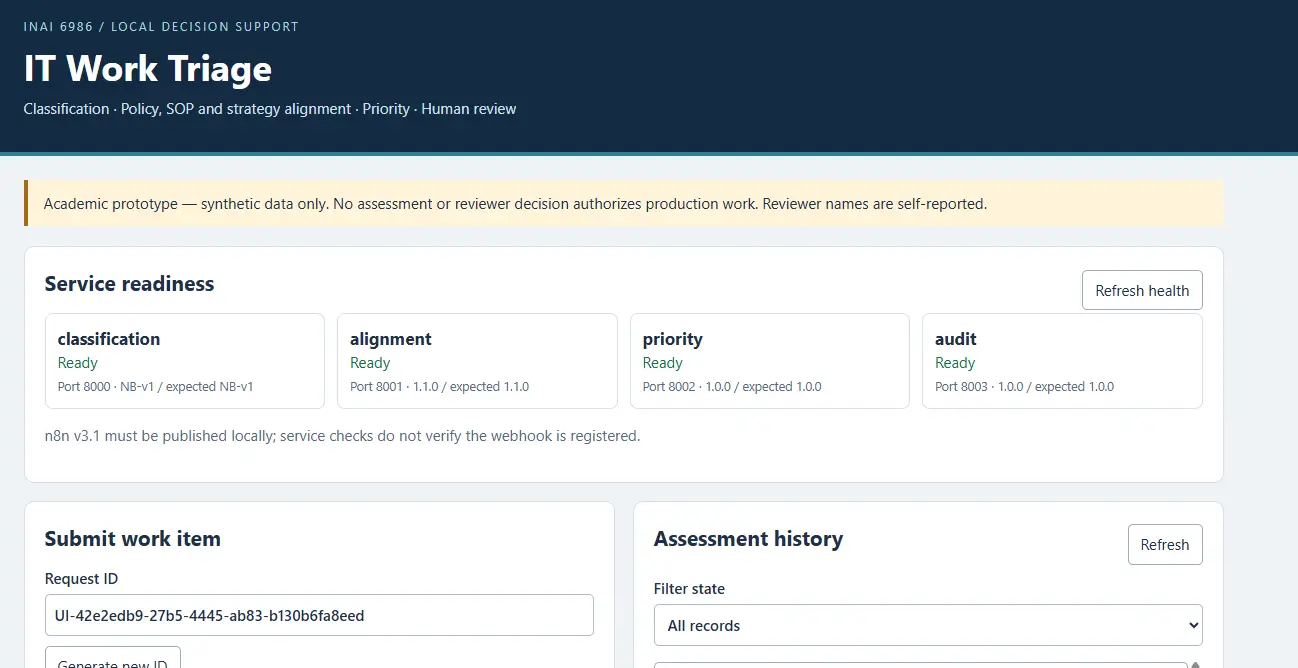 INAI 6986 / LOCAL DECISION SUPPORT
IT Work Triage
Classification · Policy, SOP and strategy alignment · Priority · Human review
Academic prototype — synthetic data only. No assessment or reviewer decision authorizes production work. Reviewer names are self-reported.
Service readiness
Refresh health
classification
Ready
Port 8000 · NB-v1 / expected NB-v1
alignment
Ready
Port 8001 · 1.1.0 / expected 1.1.0
priority
Ready
Port 8002 · 1.0.0 / expected 1.0.0
audit
Ready
Port 8003 · 1.0.0 / expected 1.0.0
n8n v3.1 must be published locally; service checks do not verify the webhook is registered.
Submit work item
Request ID
UI-42e2edb9-27b5-4445-ab83-b130b6fa8eed
Generate new ID
Assessment history
Refresh
Filter state
All records